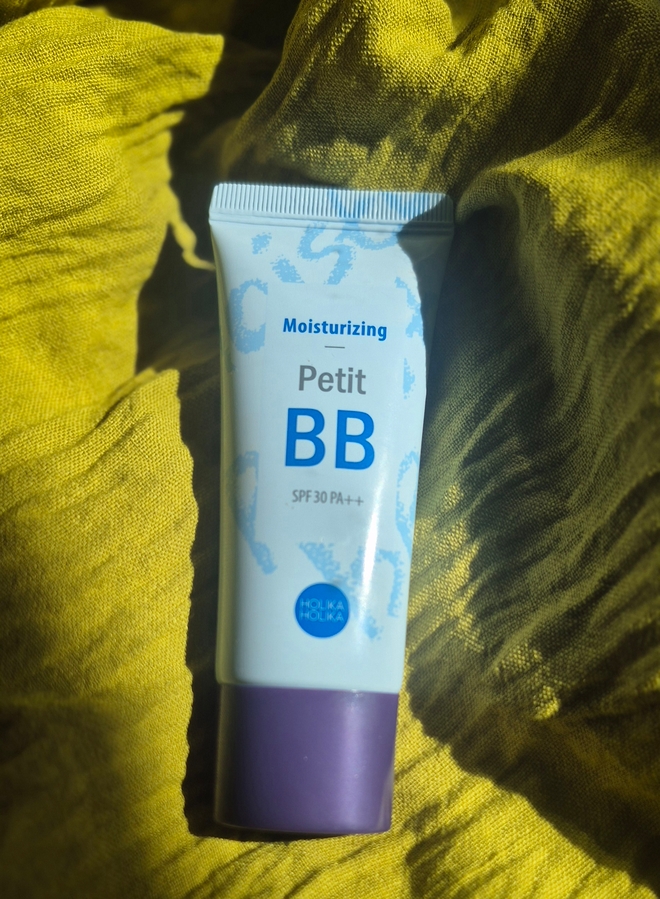 Moisturizing
Petit
BB
SPF 30 PA++
HOLIKA
HOLIKA